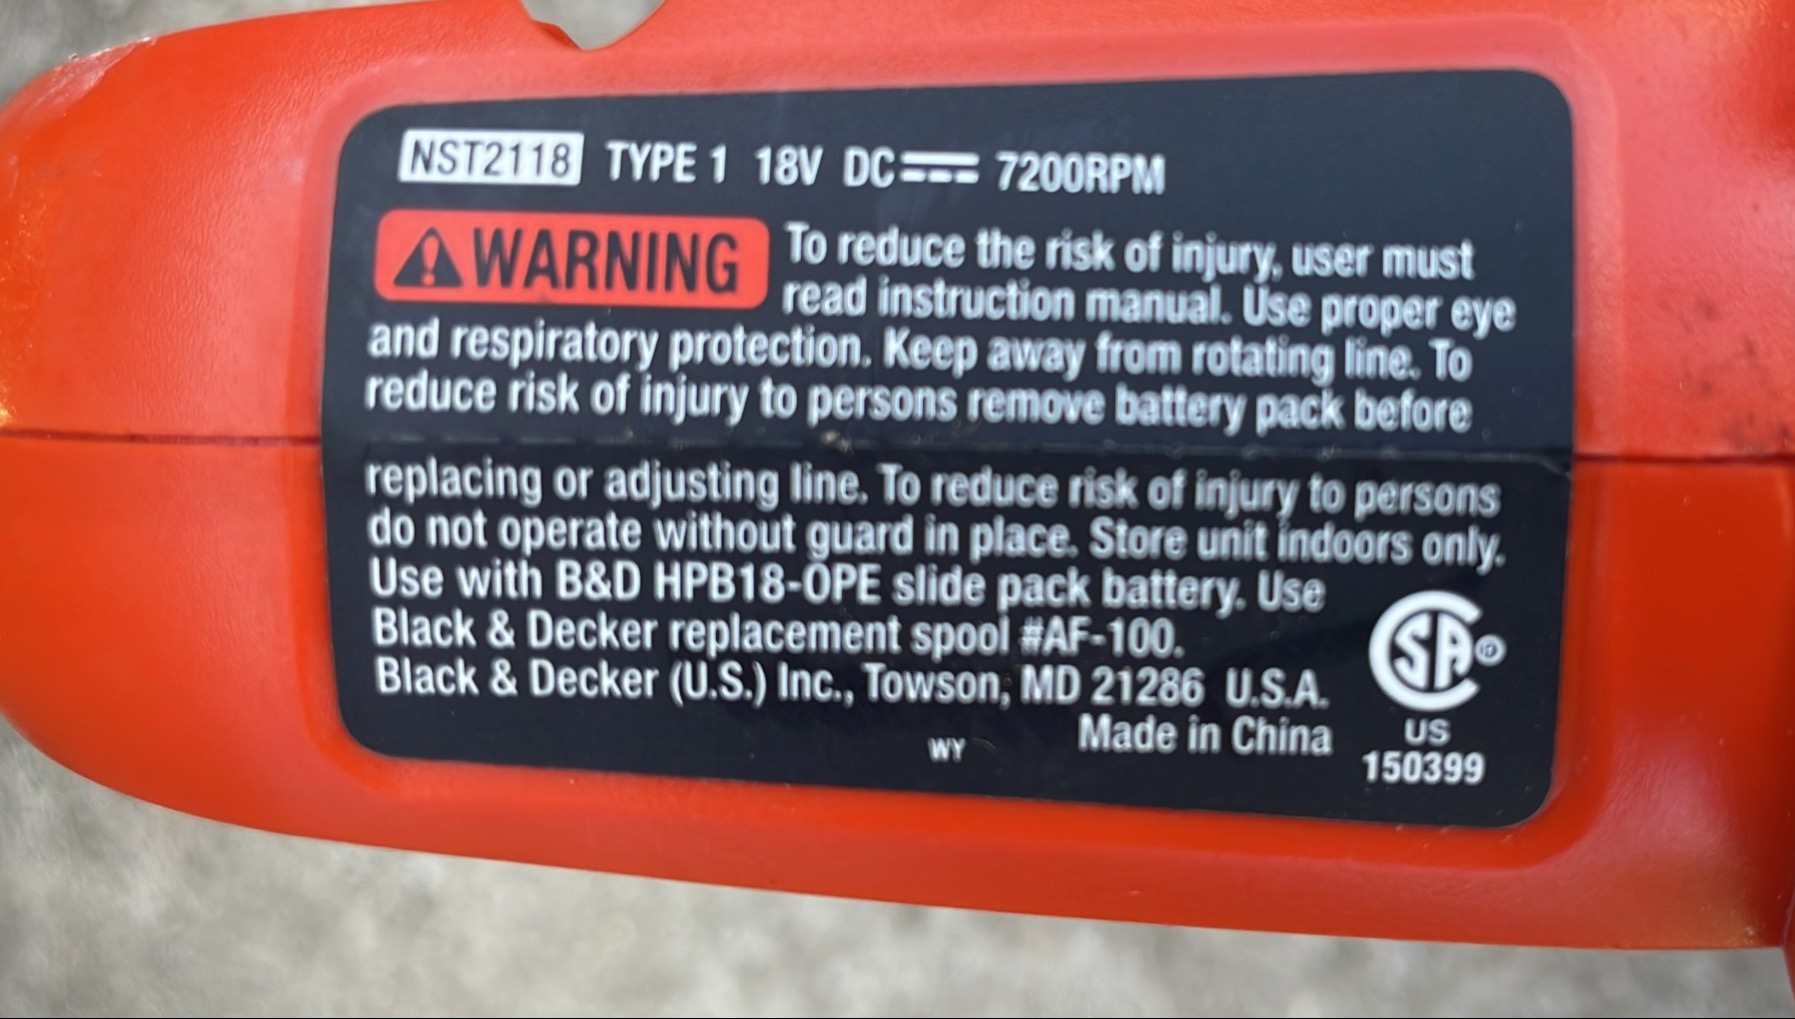 NST2118 TYPE 1 18V DC 7200RPM
WARNING To reduce the risk of injury, user must
read instruction manual. Use proper eye
and respiratory protection. Keep away from rotating line. To
reduce risk of injury to persons remove battery pack before
replacing or adjusting line. To reduce risk of injury to persons
do not operate without guard in place. Store unit indoors only.
Use with B&D HPB18-OPE slide pack battery. Use
Black & Decker replacement spool #AF-100.
Black & Decker (U.S.) Inc., Towson, MD 21286 U.S.A.
WY Made in China
SA ®
US
150399